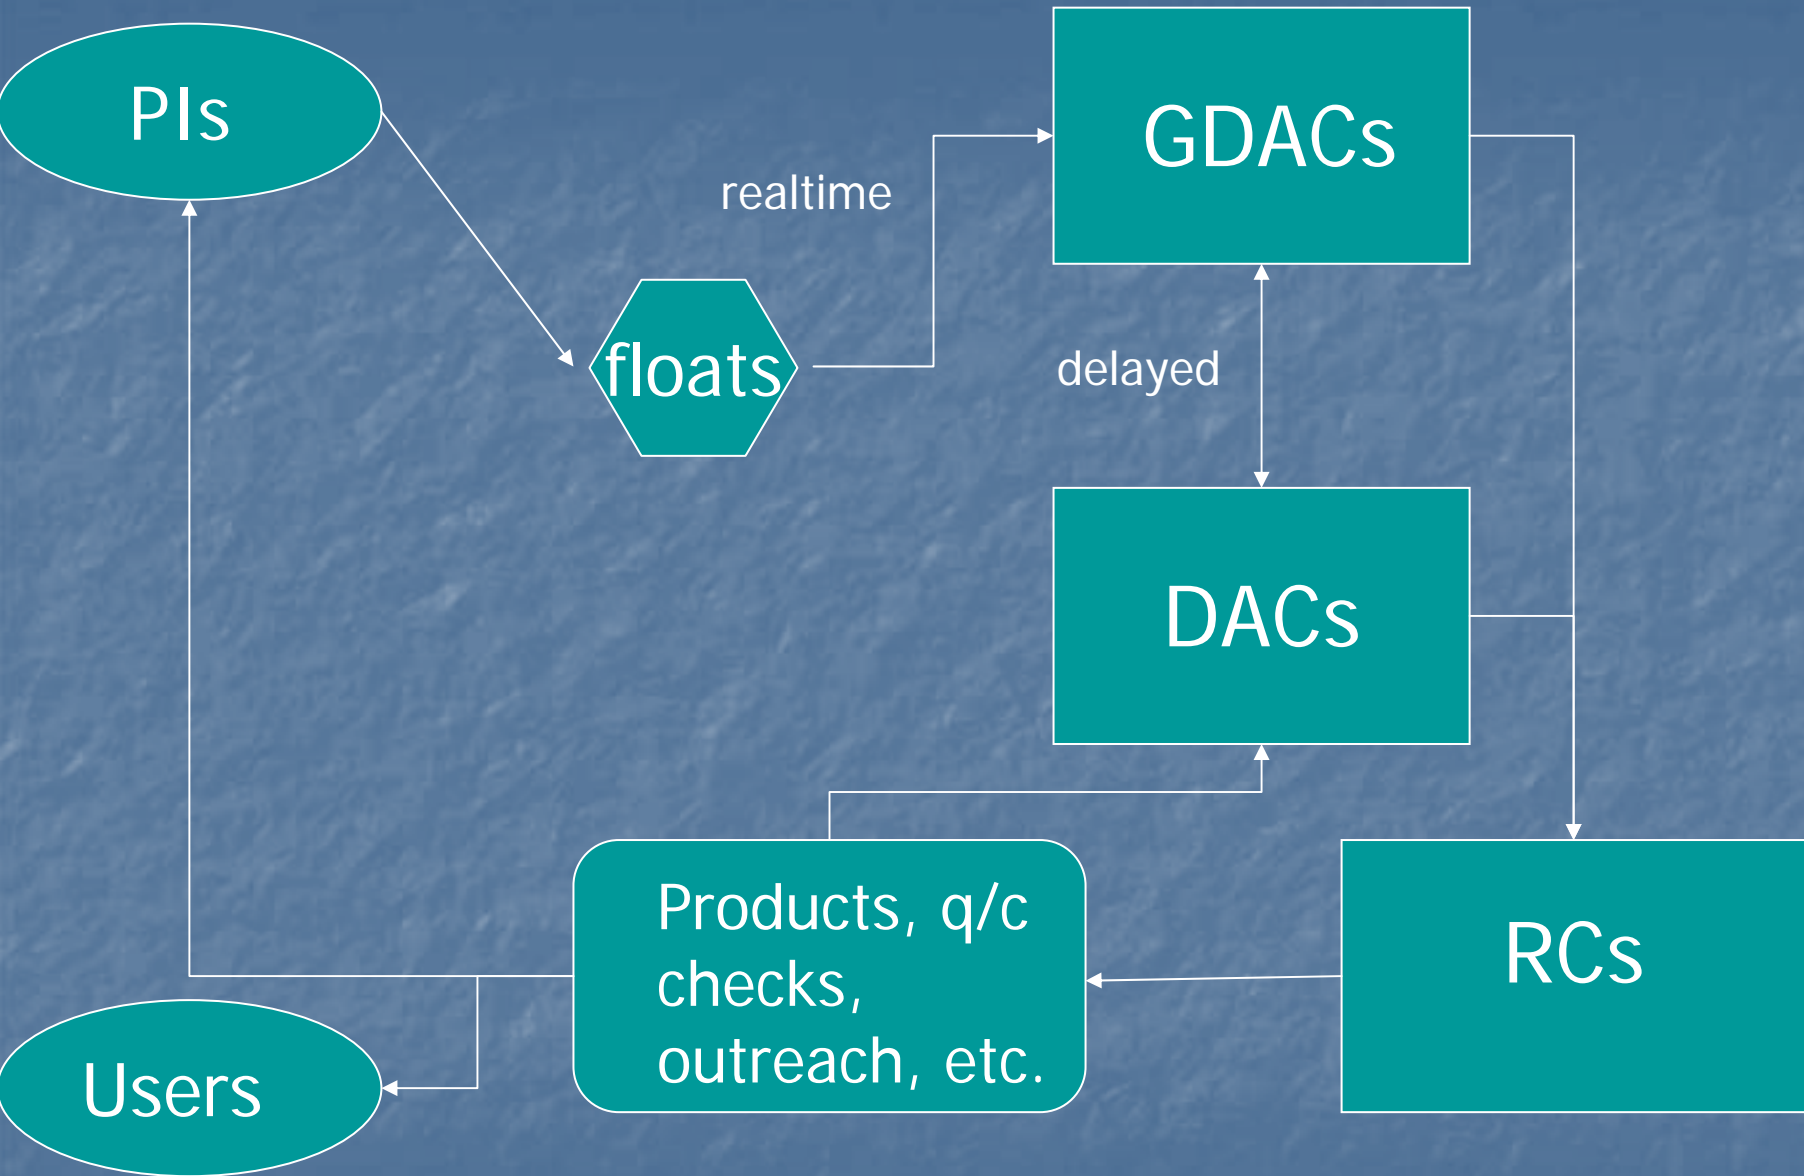 PIs
GDACs
realtime
floats
delayed
DACs
Products, q/c
checks,
outreach, etc.
RCs
Users